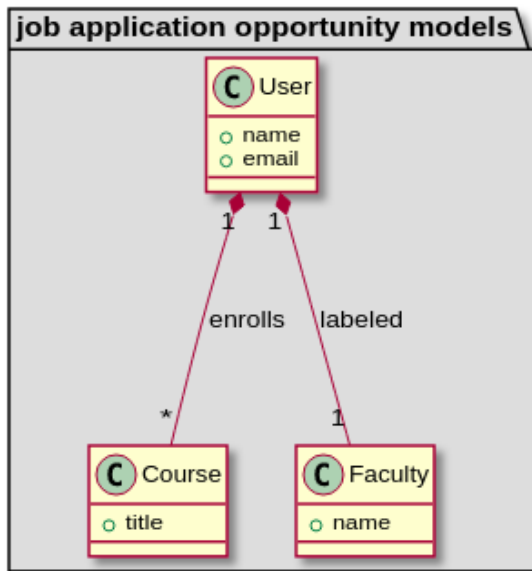 job application opportunity models
C User
name
email
1 1
enrolls labeled
* 1
C Course C Faculty
title name